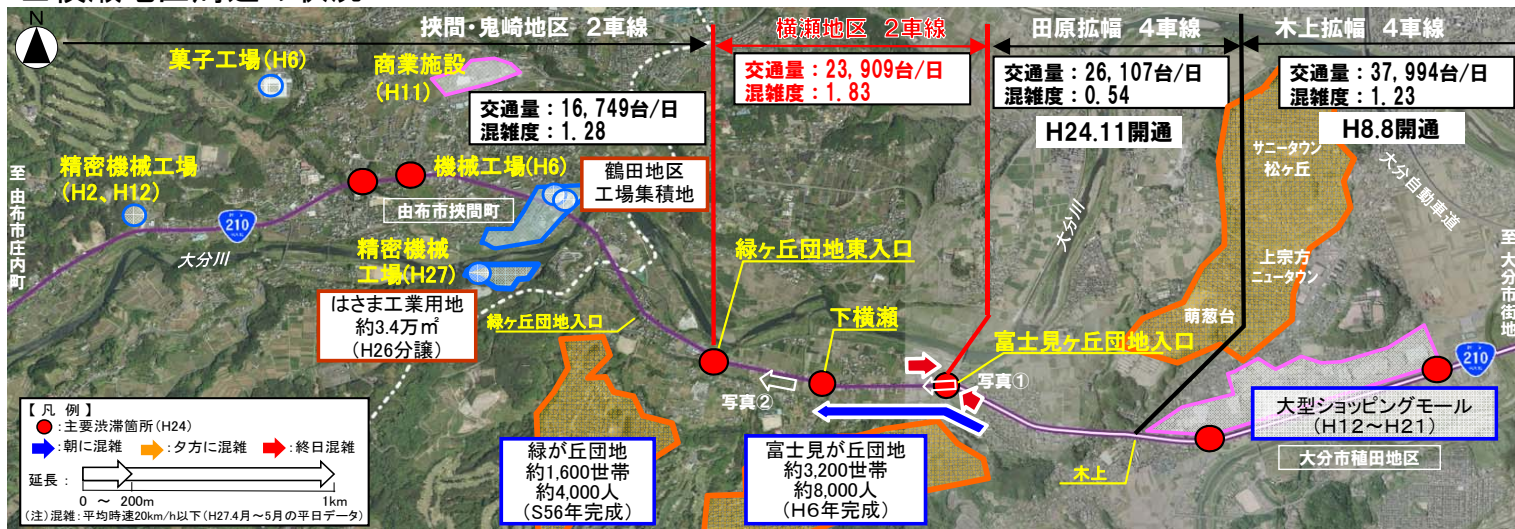 N
挾間・鬼崎地区 2車線
横瀬地区 2車線
田原拡幅 4車線
木上拡幅 4車線
菓子工場(H6)
商業施設
(H11)
交通量：16,749台/日
混雑度：1.28
交通量：23,909台/日
混雑度：1.83
交通量：26,107台/日
混雑度：0.54
H24.11開通
交通量：37,994台/日
混雑度：1.23
H8.8開通
精密機械工場
(H2、H12)
機械工場(H6)
鶴田地区
工場集積地
サニータウン
松ヶ丘
大分自動車道
至 由布市庄内町
210
由布市挾間町
大分川
大分川
精密機械
工場(H27)
緑ヶ丘団地東入口
上宗方
ニュータウン
至 大分市街地
はさま工業用地
約3.4万㎡
(H26分譲)
緑ヶ丘団地入口
下横瀬
萌葱台
富士見ヶ丘団地入口
210
写真①
写真②
大型ショッピングモール
(H12～H21)
緑が丘団地
約1,600世帯
約4,000人
(S56年完成)
富士見が丘団地
約3,200世帯
約8,000人
(H6年完成)
木上
大分市稙田地区
【 凡 例 】
：主要渋滞箇所(H24)
：朝に混雑 ：夕方に混雑 ：終日混雑
延長：
0 ～ 200m 1km
(注)混雑：平均時速20km/h以下(H27.4月～5月の平日データ)